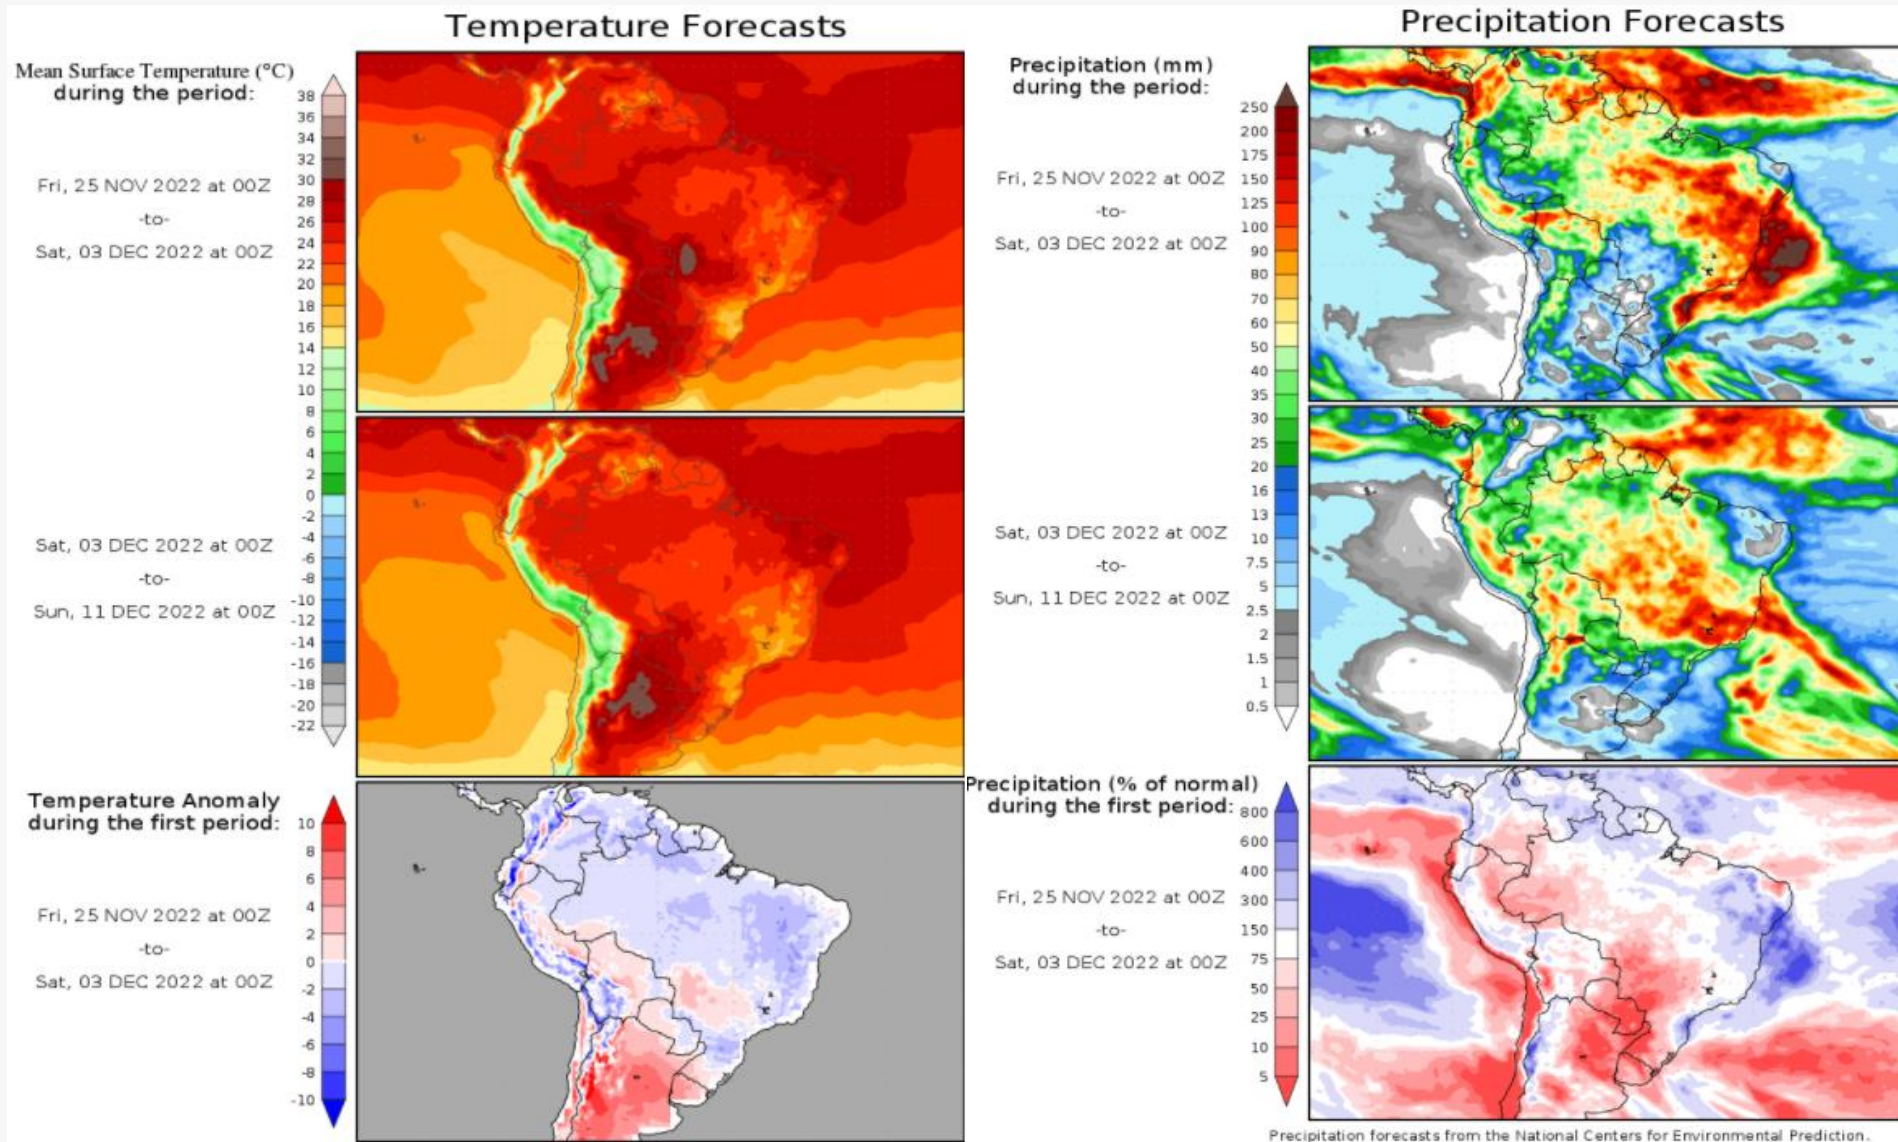 Temperature Forecasts
Mean Surface Temperature (°C)
during the period:
38
36
34
32
30
28
26
24
22
20
18
16
14
12
10
8
6
4
2
0
-2
-4
-6
-8
-10
-12
-14
-16
-18
-20
-22
Fri, 25 NOV 2022 at 00Z
-to-
Sat, 03 DEC 2022 at 00Z
Sat, 03 DEC 2022 at 00Z
-to-
Sun, 11 DEC 2022 at 00Z
Temperature Anomaly
during the first period:
10
8
6
4
2
0
-2
-4
-6
-8
-10
Fri, 25 NOV 2022 at 00Z
-to-
Sat, 03 DEC 2022 at 00Z
Precipitation Forecasts
Precipitation (mm)
during the period:
250
200
175
150
125
100
90
80
70
60
50
40
35
30
25
20
16
13
10
7.5
5
2.5
2
1.5
1
0.5
Fri, 25 NOV 2022 at 00Z
-to-
Sat, 03 DEC 2022 at 00Z
Sat, 03 DEC 2022 at 00Z
-to-
Sun, 11 DEC 2022 at 00Z
Precipitation (% of normal)
during the first period:
800
600
400
300
150
75
50
25
10
5
Fri, 25 NOV 2022 at 00Z
-to-
Sat, 03 DEC 2022 at 00Z
Precipitation forecasts from the National Centers for Environmental Prediction.